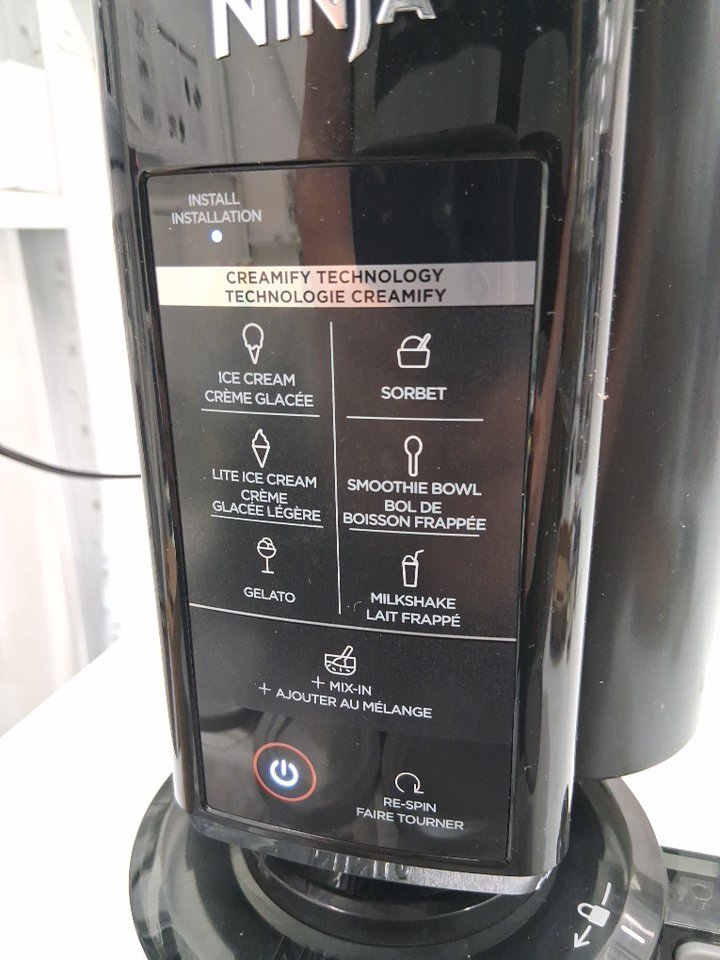 NINJA
INSTALL
INSTALLATION
CREAMIFY TECHNOLOGY
TECHNOLOGIE CREAMIFY
ICE CREAM
CRÈME GLACÉE
SORBET
LITE ICE CREAM
CRÈME
GLACÉE LÉGÈRE
SMOOTHIE BOWL
BOL DE
BOISSON FRAPPÉE
GELATO
MILKSHAKE
LAIT FRAPPÉ
+ MIX-IN
+ AJOUTER AU MÉLANGE
RE-SPIN
FAIRE TOURNER